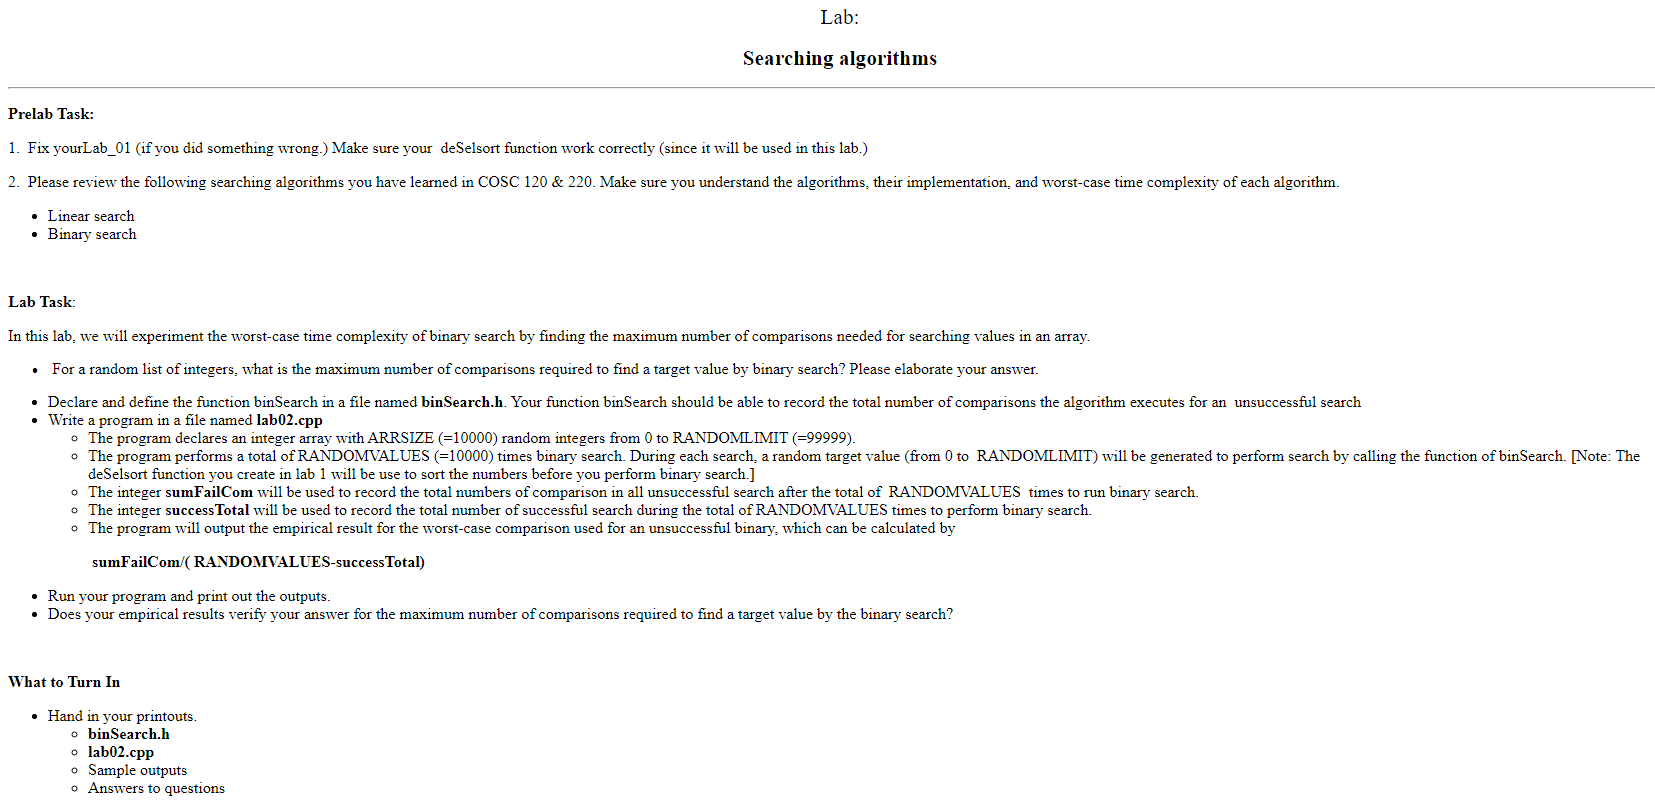 Lab:
Searching algorithms
Prelab Task:
1.  Fix yourLab_01 (if you did something wrong.) Make sure your  deSelsort function work correctly (since it will be used in this lab.)
2.  Please review the following searching algorithms you have learned in COSC 120 & 220. Make sure you understand the algorithms, their implementation, and worst-case time complexity of each algorithm.
• Linear search
• Binary search
Lab Task:
In this lab, we will experiment the worst-case time complexity of binary search by finding the maximum number of comparisons needed for searching values in an array.
• For a random list of integers, what is the maximum number of comparisons required to find a target value by binary search? Please elaborate your answer.
• Declare and define the function binSearch in a file named binSearch.h. Your function binSearch should be able to record the total number of comparisons the algorithm executes for an  unsuccessful search
• Write a program in a file named lab02.cpp
◦ The program declares an integer array with ARRSIZE (=10000) random integers from 0 to RANDOMLIMIT (=99999).
◦ The program performs a total of RANDOMVALUES (=10000) times binary search. During each search, a random target value (from 0 to  RANDOMLIMIT) will be generated to perform search by calling the function of binSearch. [Note: The
deSelsort function you create in lab 1 will be use to sort the numbers before you perform binary search.]
◦ The integer sumFailCom will be used to record the total numbers of comparison in all unsuccessful search after the total of  RANDOMVALUES  times to run binary search.
◦ The integer successTotal will be used to record the total number of successful search during the total of RANDOMVALUES times to perform binary search.
◦ The program will output the empirical result for the worst-case comparison used for an unsuccessful binary, which can be calculated by
sumFailCom/( RANDOMVALUES-successTotal)
• Run your program and print out the outputs.
• Does your empirical results verify your answer for the maximum number of comparisons required to find a target value by the binary search?
What to Turn In
• Hand in your printouts.
◦ binSearch.h
◦ lab02.cpp
◦ Sample outputs
◦ Answers to questions